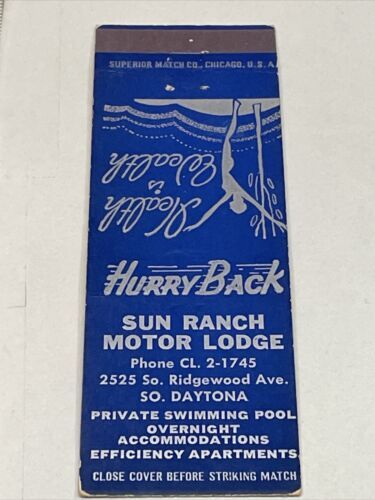 SUPERIOR MATCH CO., CHICAGO, U.S.A.
Health
is
Wealth
HURRY BACK
SUN RANCH
MOTOR LODGE
Phone CL. 2-1745
2525 So. Ridgewood Ave.
SO. DAYTONA
PRIVATE SWIMMING POOL
OVERNIGHT
ACCOMMODATIONS
EFFICIENCY APARTMENTS
CLOSE COVER BEFORE STRIKING MATCH